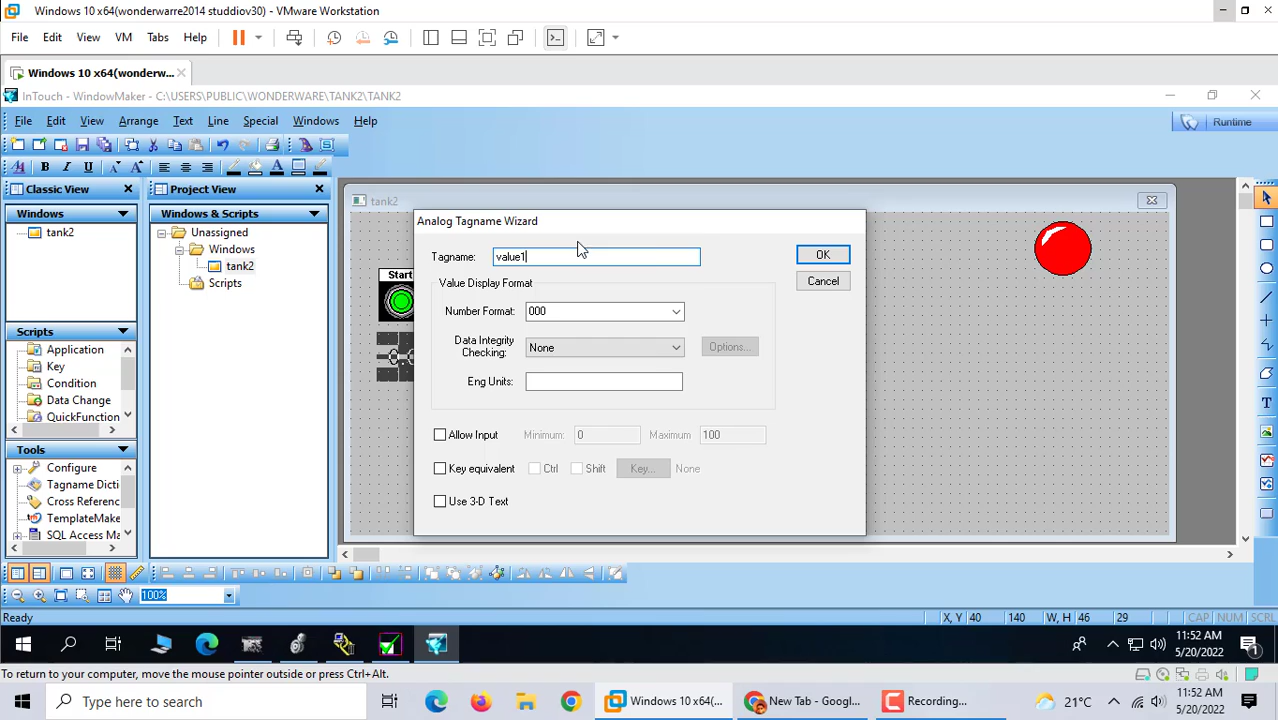 Windows 10 x64(wonderwarre2014 studdiov30) - VMware Workstation
File Edit View VM Tabs Help
Windows 10 x64(wonderw...
InTouch - WindowMaker - C:\USERS\PUBLIC\WONDERWARE\TANK2\TANK2
File Edit View Arrange Text Line Special Windows Help
Runtime
Classic View
Windows
tank2
Scripts
Application
Key
Condition
Data Change
QuickFunction
Tools
Configure
Tagname Dicti
Cross Referenc
TemplateMake
SQL Access Ma
Project View
Windows & Scripts
Unassigned
Windows
tank2
Scripts
tank2
Start
Analog Tagname Wizard
Tagname: value1
OK
Value Display Format
Cancel
Number Format: 000
Data Integrity
Checking: None Options...
Eng Units:
Allow Input Minimum: 0 Maximum 100
Key equivalent Ctrl Shift Key... None
Use 3-D Text
100%
Ready X, Y 40 140 W, H 46 29 CAP NUM SCRL
11:52 AM
5/20/2022
1
To return to your computer, move the mouse pointer outside or press Ctrl+Alt.
Type here to search
Windows 10 x64(w...
New Tab - Googl...
Recording...
21°C
11:52 AM
5/20/2022